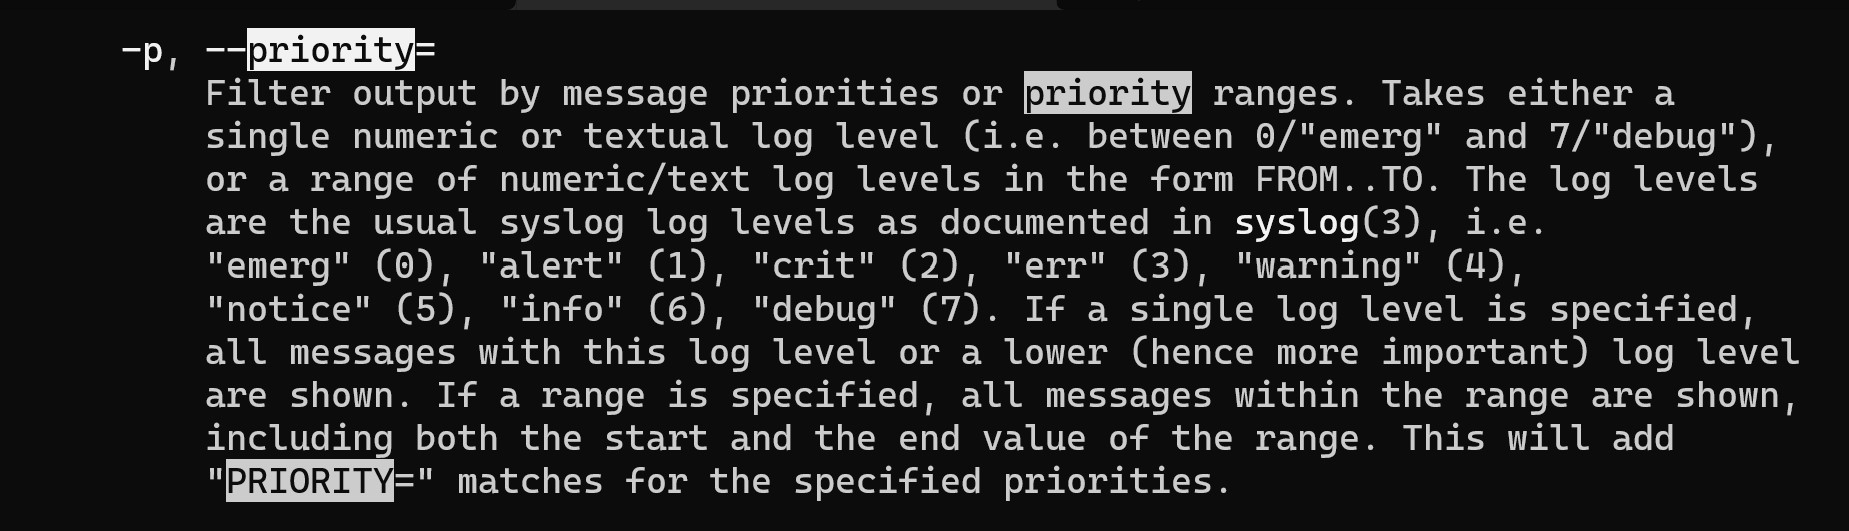 -p, --priority=
Filter output by message priorities or priority ranges. Takes either a
single numeric or textual log level (i.e. between 0/"emerg" and 7/"debug"),
or a range of numeric/text log levels in the form FROM..TO. The log levels
are the usual syslog log levels as documented in syslog(3), i.e.
"emerg" (0), "alert" (1), "crit" (2), "err" (3), "warning" (4),
"notice" (5), "info" (6), "debug" (7). If a single log level is specified,
all messages with this log level or a lower (hence more important) log level
are shown. If a range is specified, all messages within the range are shown,
including both the start and the end value of the range. This will add
"PRIORITY=" matches for the specified priorities.